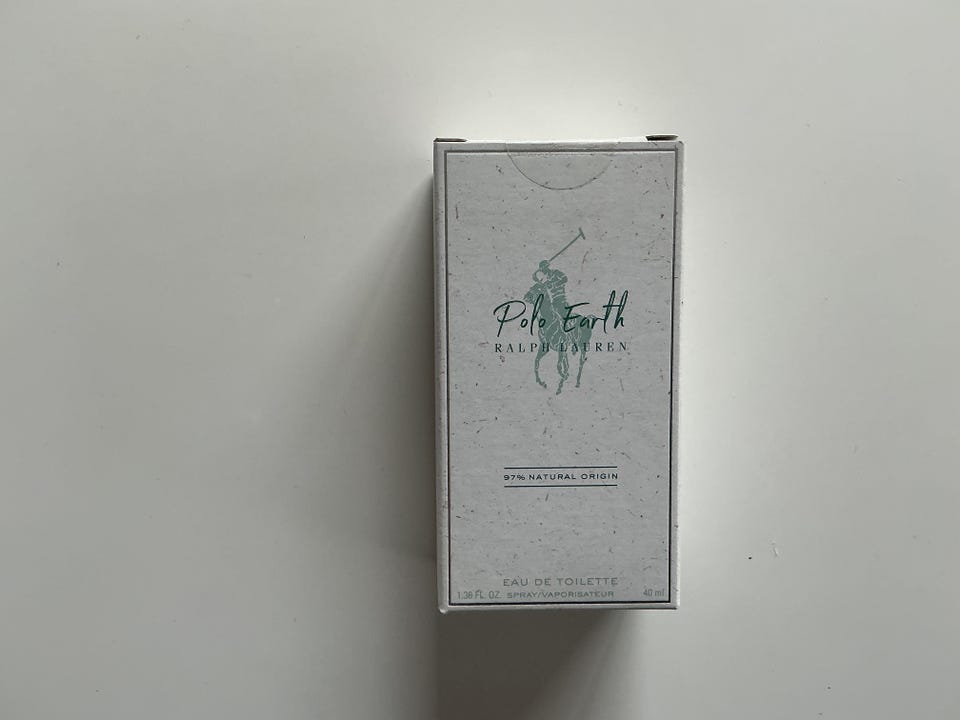 Polo Earth
RALPH LAUREN
97% NATURAL ORIGIN
EAU DE TOILETTE
1.36 FL. OZ. SPRAY/VAPORISATEUR 40 ml